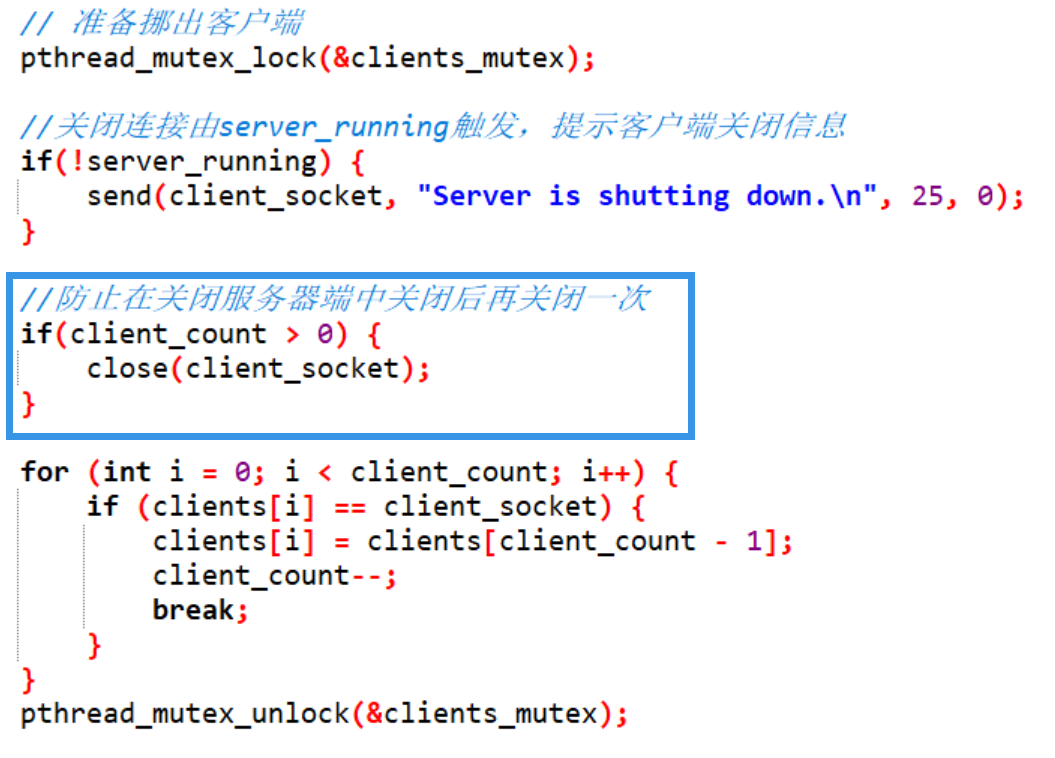 // 准备挪出客户端
pthread_mutex_lock(&clients_mutex);
//关闭连接由server_running触发，提示客户端关闭信息
if(!server_running) {
send(client_socket, "Server is shutting down.\n", 25, 0);
}
//防止在关闭服务器端中关闭后再关闭一次
if(client_count > 0) {
close(client_socket);
}
for (int i = 0; i < client_count; i++) {
if (clients[i] == client_socket) {
clients[i] = clients[client_count - 1];
client_count--;
break;
}
}
pthread_mutex_unlock(&clients_mutex);